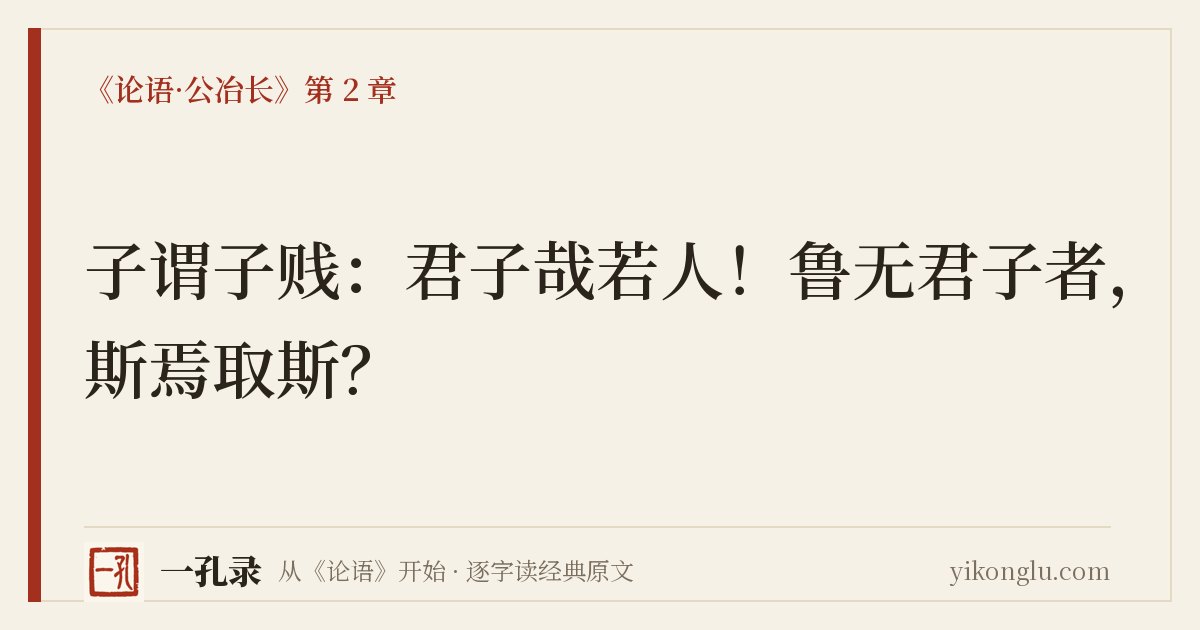 《论语·公冶长》第 2 章
子谓子贱：君子哉若人！鲁无君子者，
斯焉取斯？
一孔
一孔录 从《论语》开始 · 逐字读经典原文 yikonglu.com